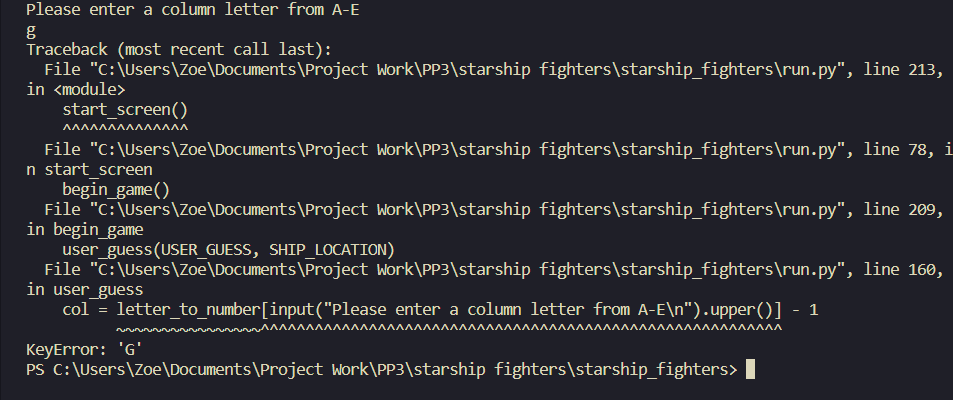 Please enter a column letter from A-E
g
Traceback (most recent call last):
  File "C:\Users\Zoe\Documents\Project Work\PP3\starship fighters\starship_fighters\run.py", line 213,
in <module>
    start_screen()
    ^^^^^^^^^^^^^^
  File "C:\Users\Zoe\Documents\Project Work\PP3\starship fighters\starship_fighters\run.py", line 78, i
n start_screen
    begin_game()
  File "C:\Users\Zoe\Documents\Project Work\PP3\starship fighters\starship_fighters\run.py", line 209,
in begin_game
    user_guess(USER_GUESS, SHIP_LOCATION)
  File "C:\Users\Zoe\Documents\Project Work\PP3\starship fighters\starship_fighters\run.py", line 160,
in user_guess
    col = letter_to_number[input("Please enter a column letter from A-E\n").upper()] - 1
          ~~~~~~~~~~~~~~~~^^^^^^^^^^^^^^^^^^^^^^^^^^^^^^^^^^^^^^^^^^^^^^^^^^^^^^^^^^
KeyError: 'G'
PS C:\Users\Zoe\Documents\Project Work\PP3\starship fighters\starship_fighters>